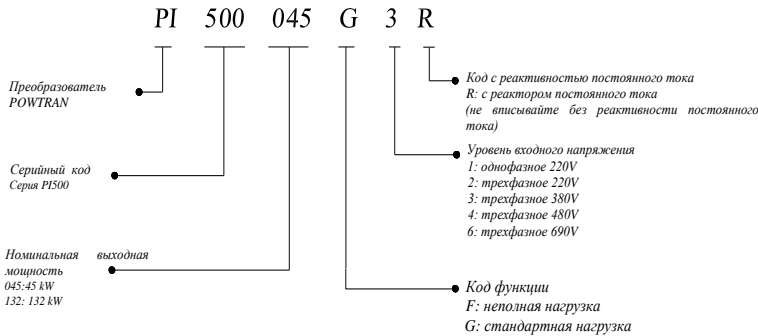 PI 500 045 G 3 R
Преобразователь
POWTRAN
Серийный код
Серия PI500
Номинальная выходная
мощность
045:45 kW
132: 132 kW
Код с реактивностью постоянного тока
R: с реактором постоянного тока
(не вписывайте без реактивности постоянного
тока)
Уровень входного напряжения
1: однофазное 220V
2: трехфазное 220V
3: трехфазное 380V
4: трехфазное 480V
6: трехфазное 690V
Код функции
F: неполная нагрузка
G: стандартная нагрузка